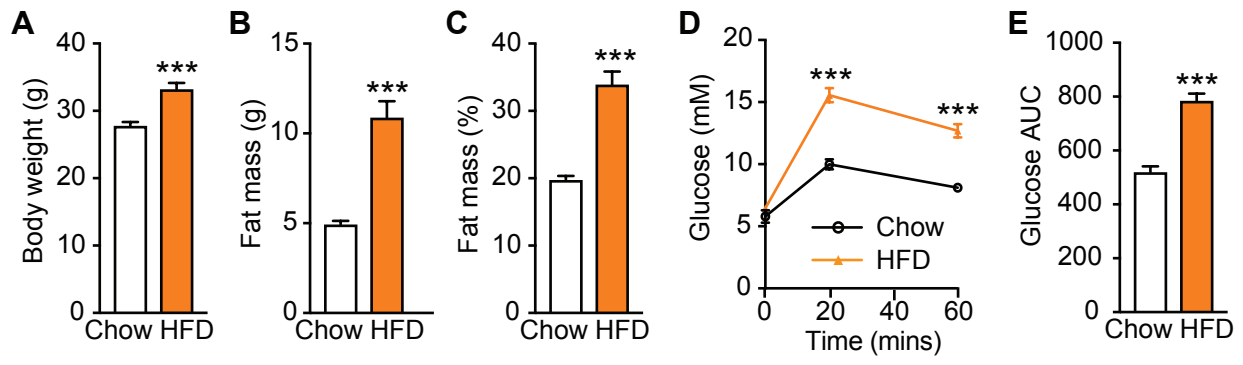 A
Body weight (g)
40
30
20
10
0
***
Chow HFD
B
Fat mass (g)
15
10
5
0
***
Chow HFD
C
Fat mass (%)
40
30
20
10
0
***
Chow HFD
D
Glucose (mM)
20
15
10
5
0
***
***
Chow
HFD
0 20 40 60
Time (mins)
E
Glucose AUC
1000
800
600
400
200
0
***
Chow HFD